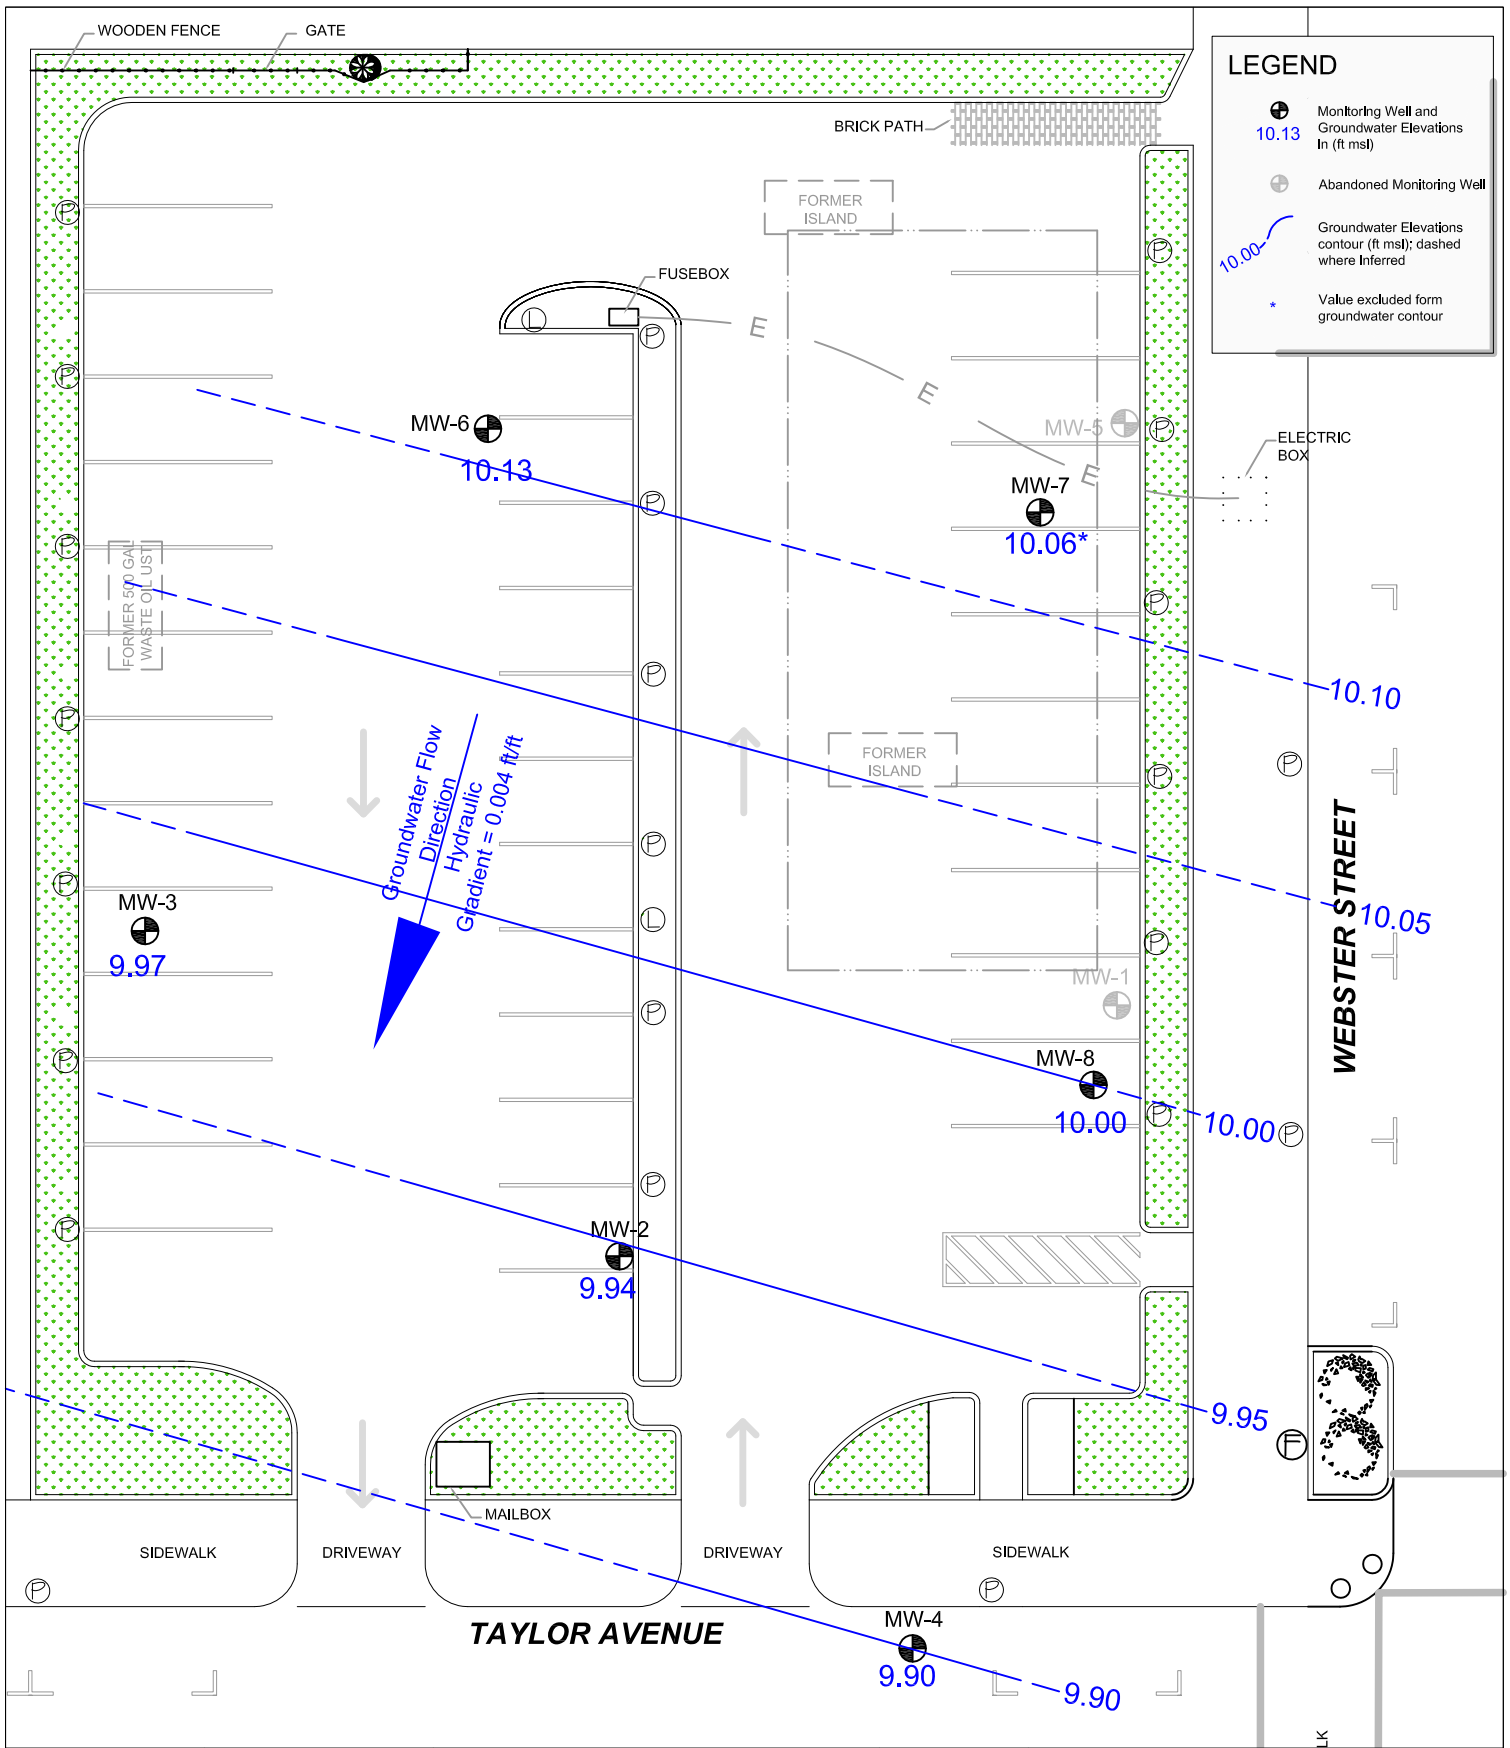 WOODEN FENCE
GATE
LEGEND
Monitoring Well and
Groundwater Elevations
In (ft msl)
10.13
Abandoned Monitoring Well
Groundwater Elevations
contour (ft msl); dashed
where Inferred
10.00
*
Value excluded form
groundwater contour
BRICK PATH
FORMER
ISLAND
FUSEBOX
L
P
P
P
E
E
E
P
P
MW-6
10.13
MW-5
P
ELECTRIC
BOX
MW-7
10.06*
P
P
FORMER 500 GAL
WASTE OIL UST
P
P
10.10
P
Groundwater Flow
Direction
Hydraulic
Gradient = 0.004 ft/ft
FORMER
ISLAND
P
P
P
P
L
MW-3
9.97
WEBSTER STREET
10.05
P
MW-1
P
P
MW-8
10.00
P
10.00
P
P
P
MW-2
9.94
9.95
F
MAILBOX
SIDEWALK
DRIVEWAY
DRIVEWAY
SIDEWALK
P
P
TAYLOR AVENUE
MW-4
9.90
9.90
LK